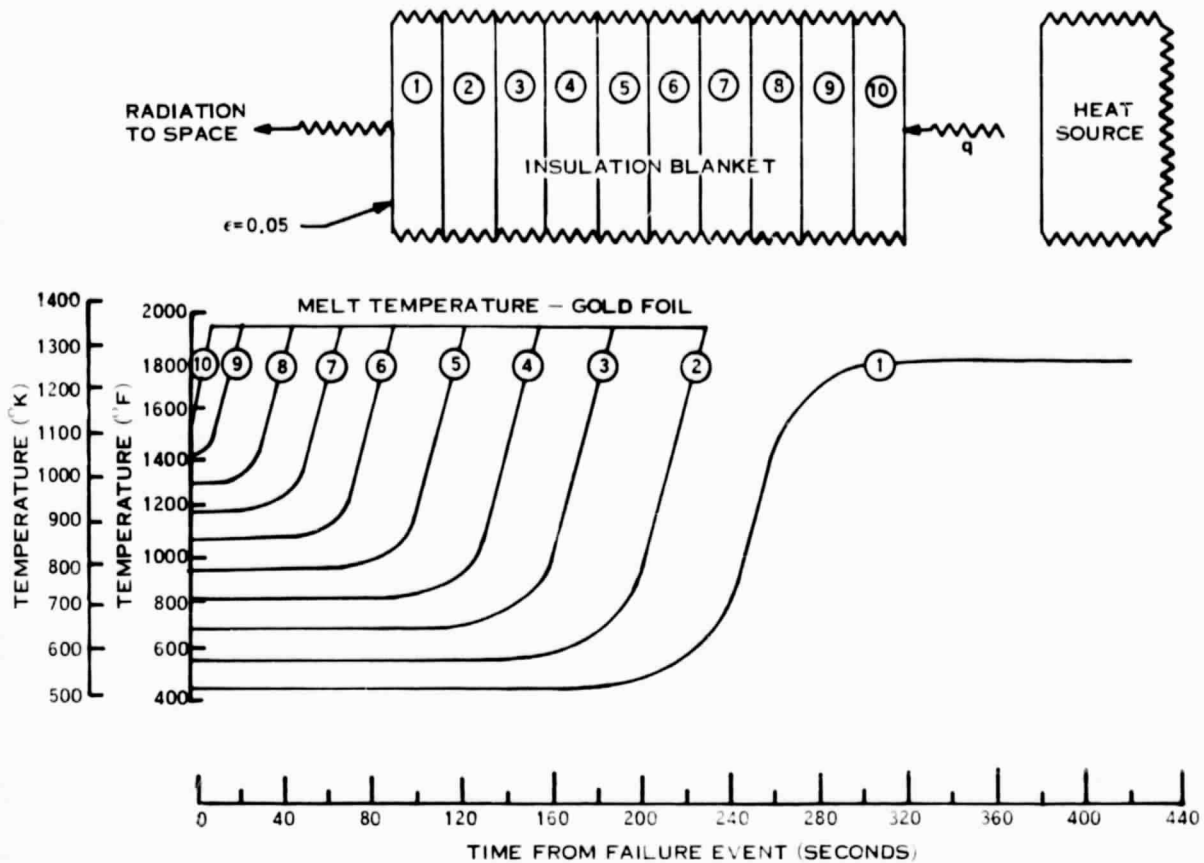 ① ② ③ ④ ⑤ ⑥ ⑦ ⑧ ⑨ ⑩
RADIATION TO SPACE
HEAT SOURCE
q
INSULATION BLANKET
ϵ=0.05
MELT TEMPERATURE — GOLD FOIL
TEMPERATURE (°K)
1400
1300
1200
1100
1000
900
800
700
600
500
TEMPERATURE (°F)
2000
1800
1600
1400
1200
1000
800
600
400
⑩ ⑨ ⑧ ⑦ ⑥ ⑤ ④ ③ ② ①
0 40 80 120 160 200 240 280 320 360 400 440
TIME FROM FAILURE EVENT (SECONDS)